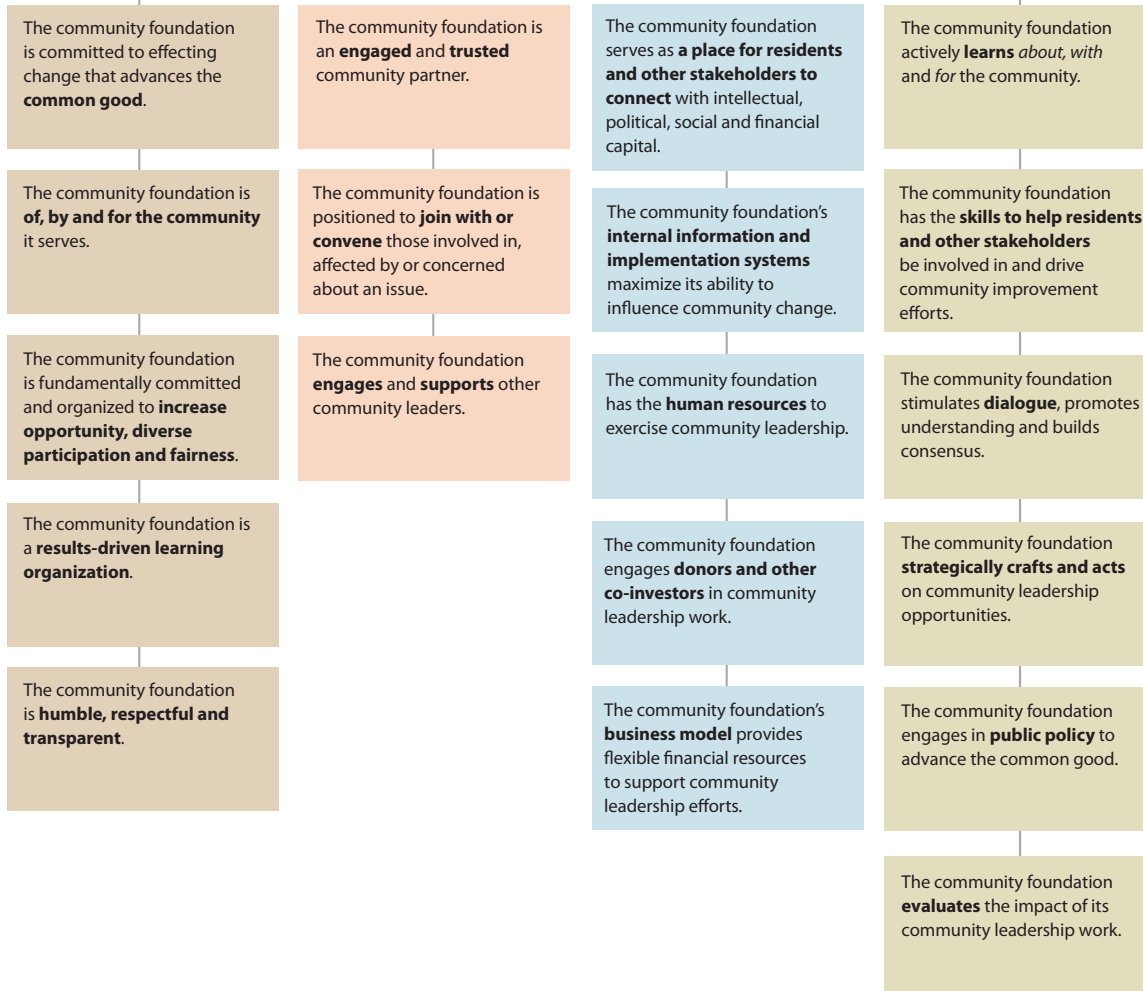 The community foundation
is committed to effecting
change that advances the
common good.
The community foundation is
of, by and for the community
it serves.
The community foundation
is fundamentally committed
and organized to increase
opportunity, diverse
participation and fairness.
The community foundation is
a results-driven learning
organization.
The community foundation
is humble, respectful and
transparent.
The community foundation is
an engaged and trusted
community partner.
The community foundation is
positioned to join with or
convene those involved in,
affected by or concerned
about an issue.
The community foundation
engages and supports other
community leaders.
The community foundation
serves as a place for residents
and other stakeholders to
connect with intellectual,
political, social and financial
capital.
The community foundation's
internal information and
implementation systems
maximize its ability to
influence community change.
The community foundation
has the human resources to
exercise community leadership.
The community foundation
engages donors and other
co-investors in community
leadership work.
The community foundation's
business model provides
flexible financial resources
to support community
leadership efforts.
The community foundation
actively learns about, with
and for the community.
The community foundation
has the skills to help residents
and other stakeholders
be involved in and drive
community improvement
efforts.
The community foundation
stimulates dialogue, promotes
understanding and builds
consensus.
The community foundation
strategically crafts and acts
on community leadership
opportunities.
The community foundation
engages in public policy to
advance the common good.
The community foundation
evaluates the impact of its
community leadership work.